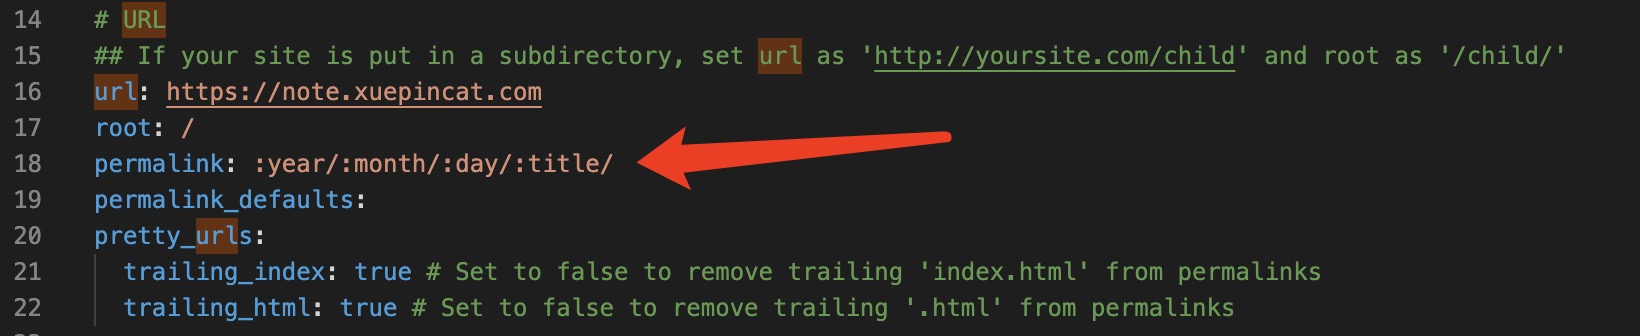 14 # URL
15 ## If your site is put in a subdirectory, set url as 'http://yoursite.com/child' and root as '/child/'
16 url: https://note.xuepincat.com
17 root: /
18 permalink: :year/:month/:day/:title/
19 permalink_defaults:
20 pretty_urls:
21 trailing_index: true # Set to false to remove trailing 'index.html' from permalinks
22 trailing_html: true # Set to false to remove trailing '.html' from permalinks